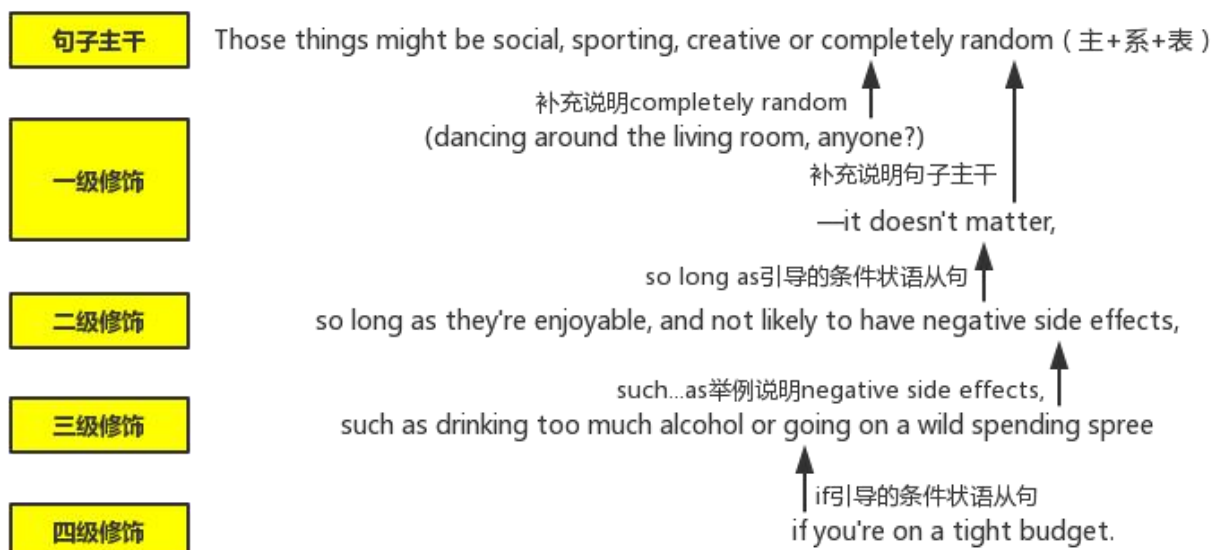 句子主干
Those things might be social, sporting, creative or completely random（主+系+表）
补充说明completely random
(dancing around the living room, anyone?)
一级修饰
补充说明句子主干
—it doesn't matter,
so long as引导的条件状语从句
二级修饰
so long as they're enjoyable, and not likely to have negative side effects,
such...as举例说明negative side effects,
三级修饰
such as drinking too much alcohol or going on a wild spending spree
if引导的条件状语从句
四级修饰
if you're on a tight budget.